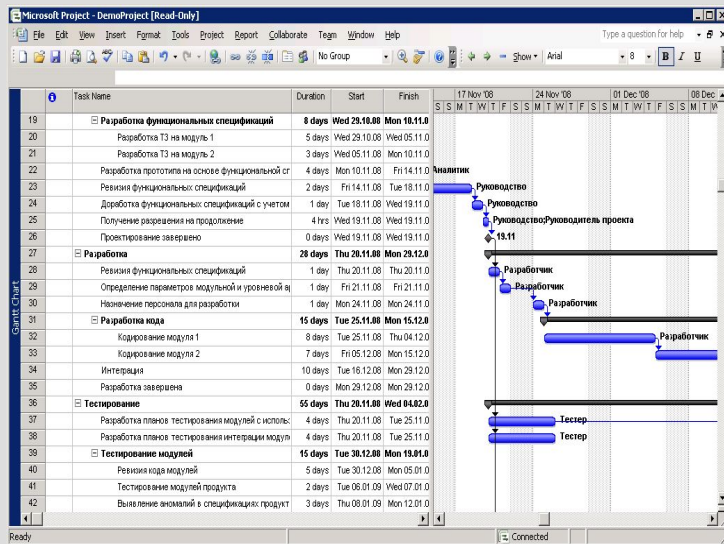 Microsoft Project - DemoProject [Read-Only]
File Edit View Insert Format Tools Project Report Collaborate Team Window Help Type a question for help
No Group Show Arial 8 B I U
Task Name Duration Start Finish 17 Nov '08 24 Nov '08 01 Dec '08 08 Dec
S S M T W T F S S M T W T F S S M T W T F S S M T W
19 Разработка функциональных спецификаций 8 days Wed 29.10.08 Mon 10.11.0
20 Разработка ТЗ на модуль 1 5 days Wed 29.10.08 Wed 05.11.0
21 Разработка ТЗ на модуль 2 3 days Wed 05.11.08 Mon 10.11.0
22 Разработка прототипа на основе функциональной сп 4 days Mon 10.11.08 Fri 14.11.0 Аналитик
23 Ревизия функциональных спецификаций 2 days Fri 14.11.08 Tue 18.11.0 Руководство
24 Доработка функциональных спецификаций с учетом 1 day Tue 18.11.08 Wed 19.11.0 Руководство
25 Получение разрешения на продолжение 4 hrs Wed 19.11.08 Wed 19.11.0 Руководство;Руководитель проекта
26 Проектирование завершено 0 days Wed 19.11.08 Wed 19.11.0 19.11
27 Разработка 28 days Thu 20.11.08 Mon 29.12.0
28 Ревизия функциональных спецификаций 1 day Thu 20.11.08 Thu 20.11.0 Разработчик
29 Определение параметров модульной и уровневой а 1 day Fri 21.11.08 Fri 21.11.0 Разработчик
30 Назначение персонала для разработки 1 day Mon 24.11.08 Mon 24.11.0 Разработчик
31 Разработка кода 15 days Tue 25.11.08 Mon 15.12.0
32 Кодирование модуля 1 8 days Tue 25.11.08 Thu 04.12.0 Разработчик
33 Кодирование модуля 2 7 days Fri 05.12.08 Mon 15.12.0
34 Интеграция 10 days Tue 16.12.08 Mon 29.12.0
35 Разработка завершена 0 days Mon 29.12.08 Mon 29.12.0
36 Тестирование 55 days Thu 20.11.08 Wed 04.02.0
37 Разработка планов тестирования модулей с исполь: 4 days Thu 20.11.08 Tue 25.11.0 Тестер
38 Разработка планов тестирования интеграции модул 4 days Thu 20.11.08 Tue 25.11.0 Тестер
39 Тестирование модулей 15 days Tue 30.12.08 Mon 19.01.0
40 Ревизия кода модулей 5 days Tue 30.12.08 Mon 05.01.0
41 Тестирование модулей продукта 2 days Tue 06.01.09 Wed 07.01.0
42 Выявление аномалий в спецификациях продукт 3 days Thu 08.01.09 Mon 12.01.0
Gantt Chart
Ready Connected